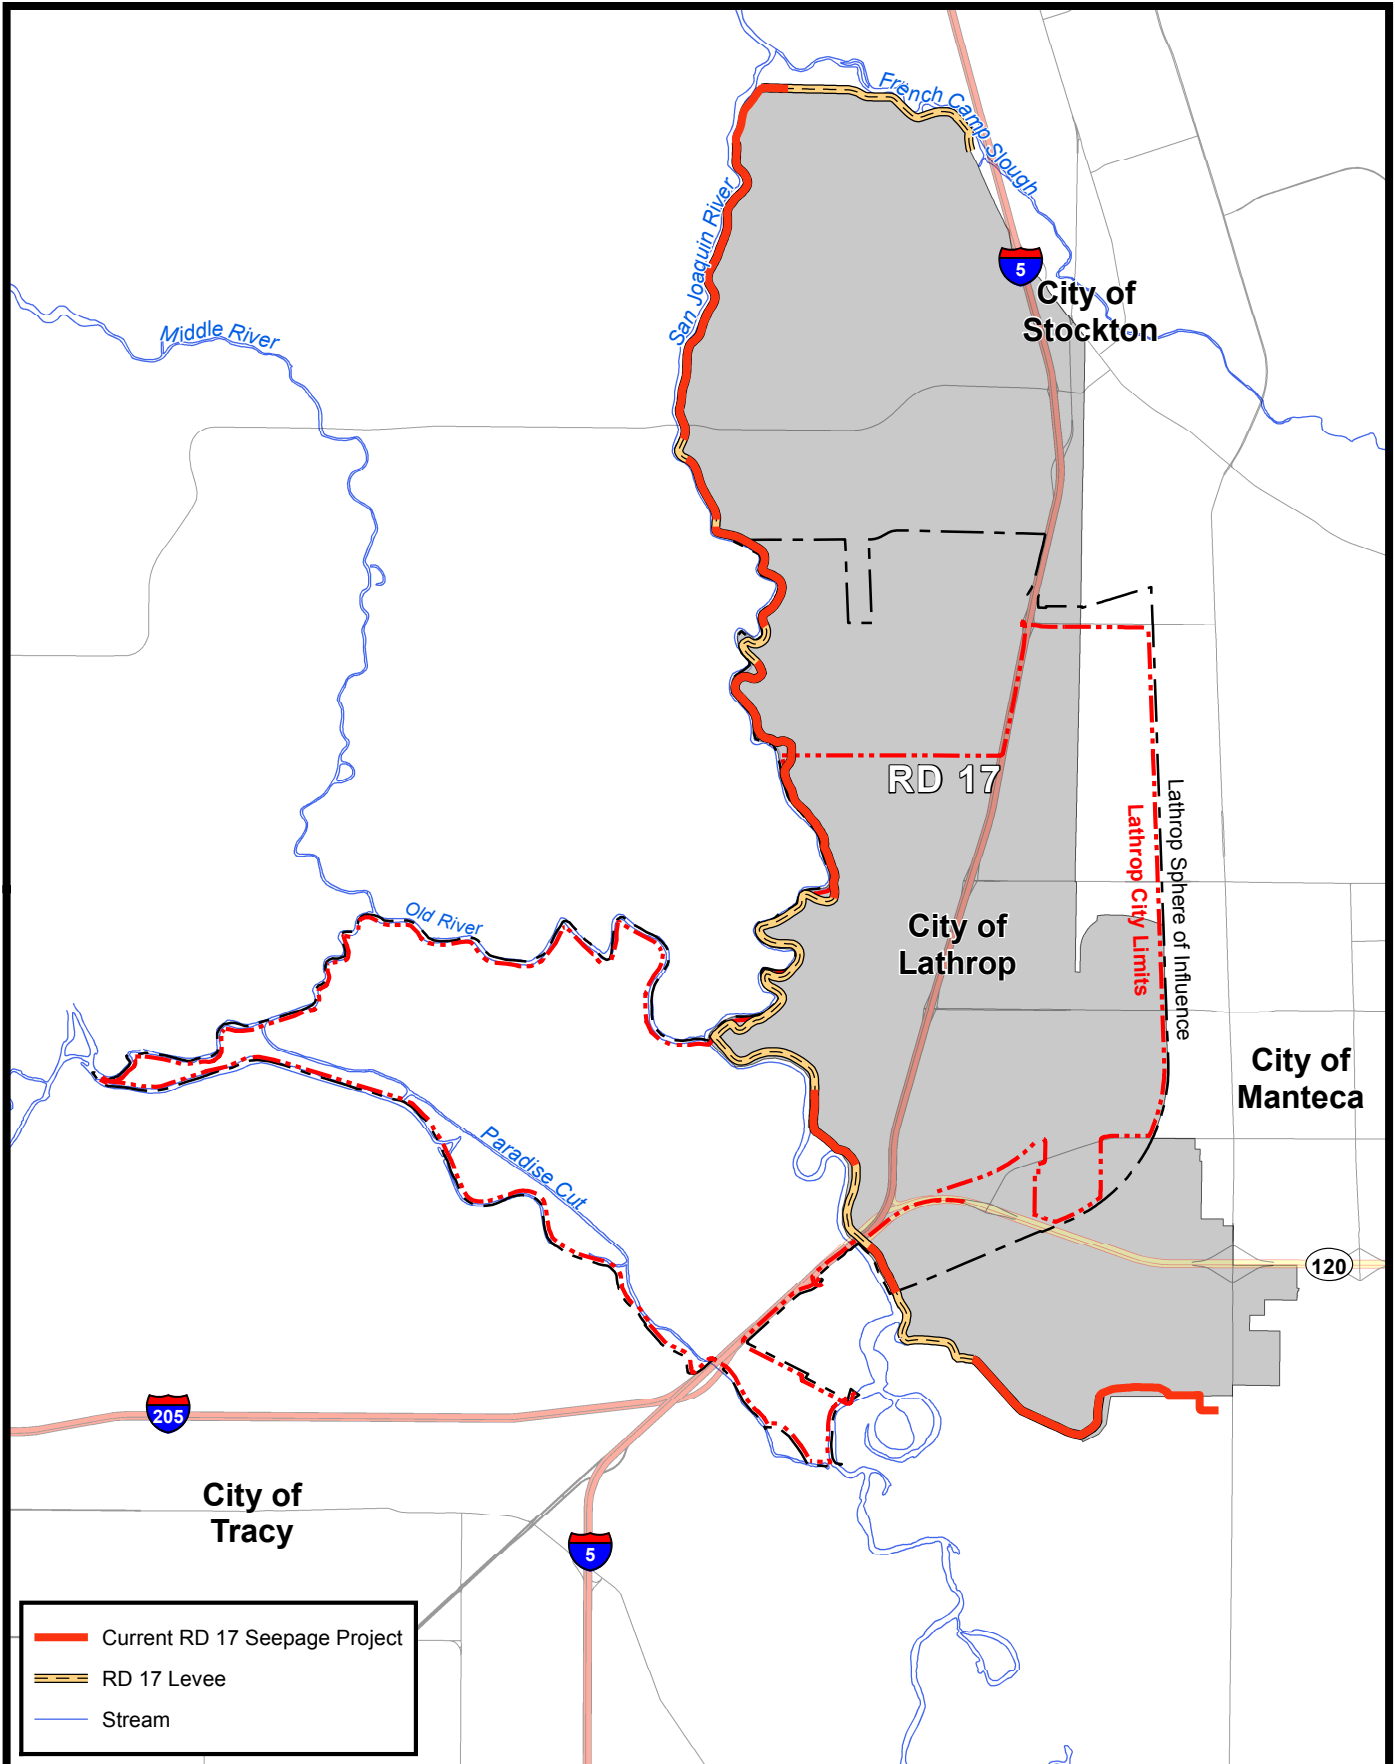 French Camp Slough
San Joaquin River
5
City of
Stockton
Middle River
RD 17
Lathrop Sphere of Influence
Lathrop City Limits
Old River
City of
Lathrop
City of
Manteca
Paradise Cut
120
205
City of
Tracy
5
Current RD 17 Seepage Project
RD 17 Levee
Stream